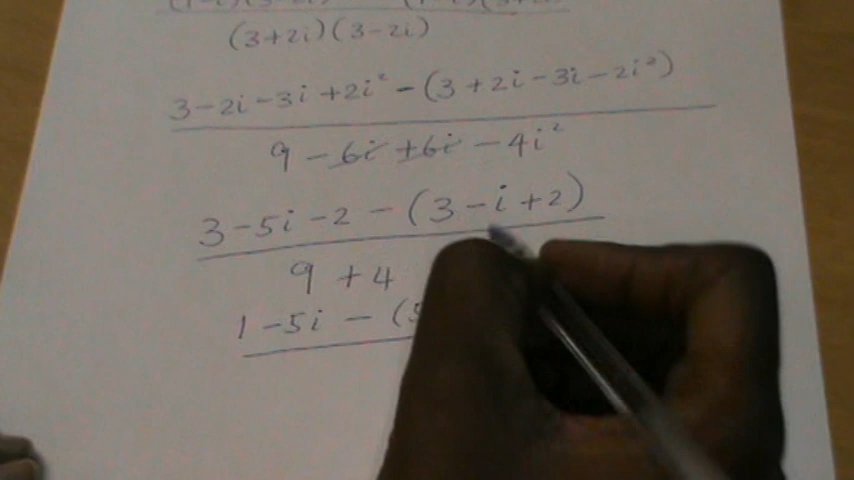 (3+2i)(3-2i)
3-2i-3i+2i²-(3+2i-3i-2i²)
9-6i+6i-4i²
3-5i-2-(3-i+2)
9+4
1-5i-(5